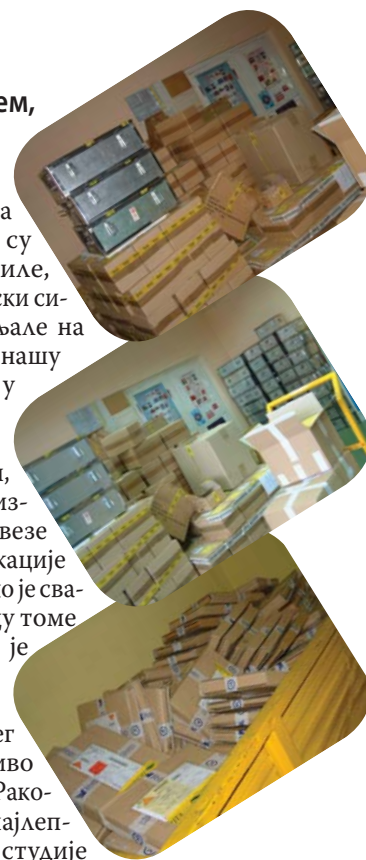 ем,
а
су
иле,
ски си-
ьале на
нашу
у
из-
везе
кације
о је сва-
у томе
је
ег
иво
Рако-
ајлеп-
студије